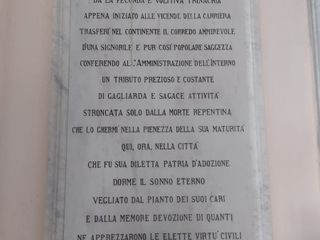 DA LA FECONDA E VOLITIVA TRINACRIA
APPENA INIZIATO ALLE VICENDE DELLA CARRIERA
TRASFERÌ NEL CONTINENTE IL CORREDO AMMIREVOLE
D'UNA SIGNORILE E PUR COSÌ POPOLARE SAGGEZZA
CONFERENDO ALL'AMMINISTRAZIONE DELL'INTERNO
UN TRIBUTO PREZIOSO E COSTANTE
DI GAGLIARDA E SAGACE ATTIVITÀ
STRONCATA SOLO DALLA MORTE REPENTINA
CHE LO GHERMÌ NELLA PIENEZZA DELLA SUA MATURITÀ
QUI, ORA, NELLA CITTÀ
CHE FU SUA DILETTA PATRIA D'ADOZIONE
DORME IL SONNO ETERNO
VEGLIATO DAL PIANTO DEI SUOI CARI
E DALLA MEMORE DEVOZIONE DI QUANTI
NE APPREZZARONO LE ELETTE VIRTÙ CIVILI